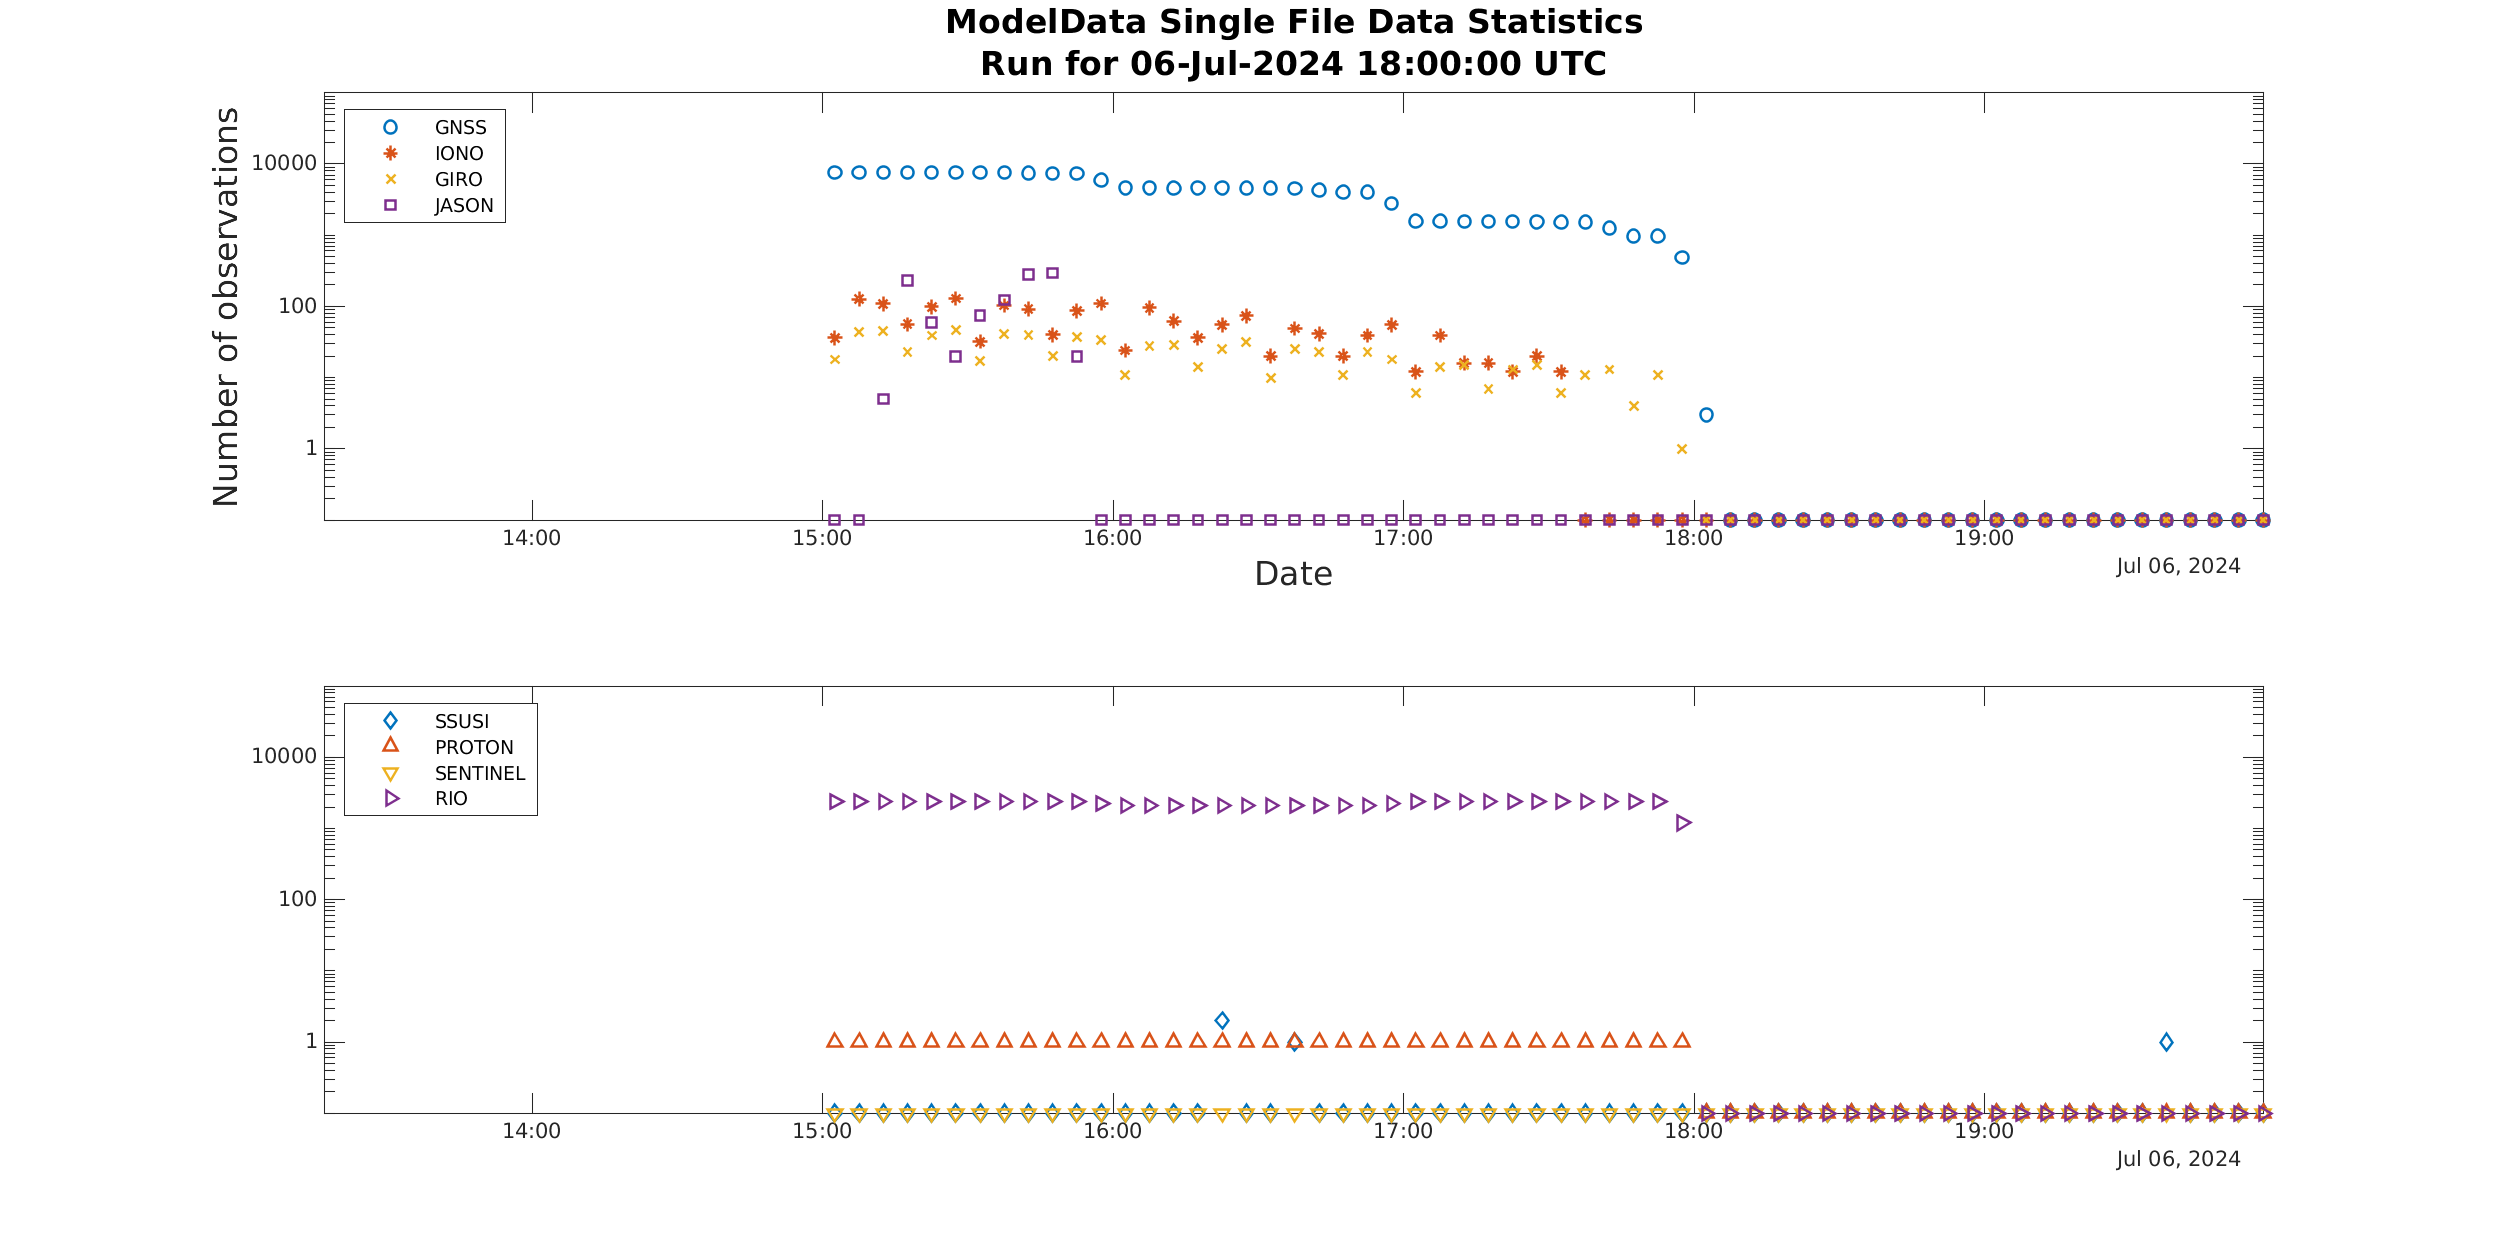 ModelData Single File Data Statistics
Run for 06-Jul-2024 18:00:00 UTC
Number of observations
10000
100
1
GNSS
IONO
GIRO
JASON
14:00
15:00
16:00
17:00
18:00
19:00
Jul 06, 2024
Date
10000
100
1
SSUSI
PROTON
SENTINEL
RIO
14:00
15:00
16:00
17:00
18:00
19:00
Jul 06, 2024